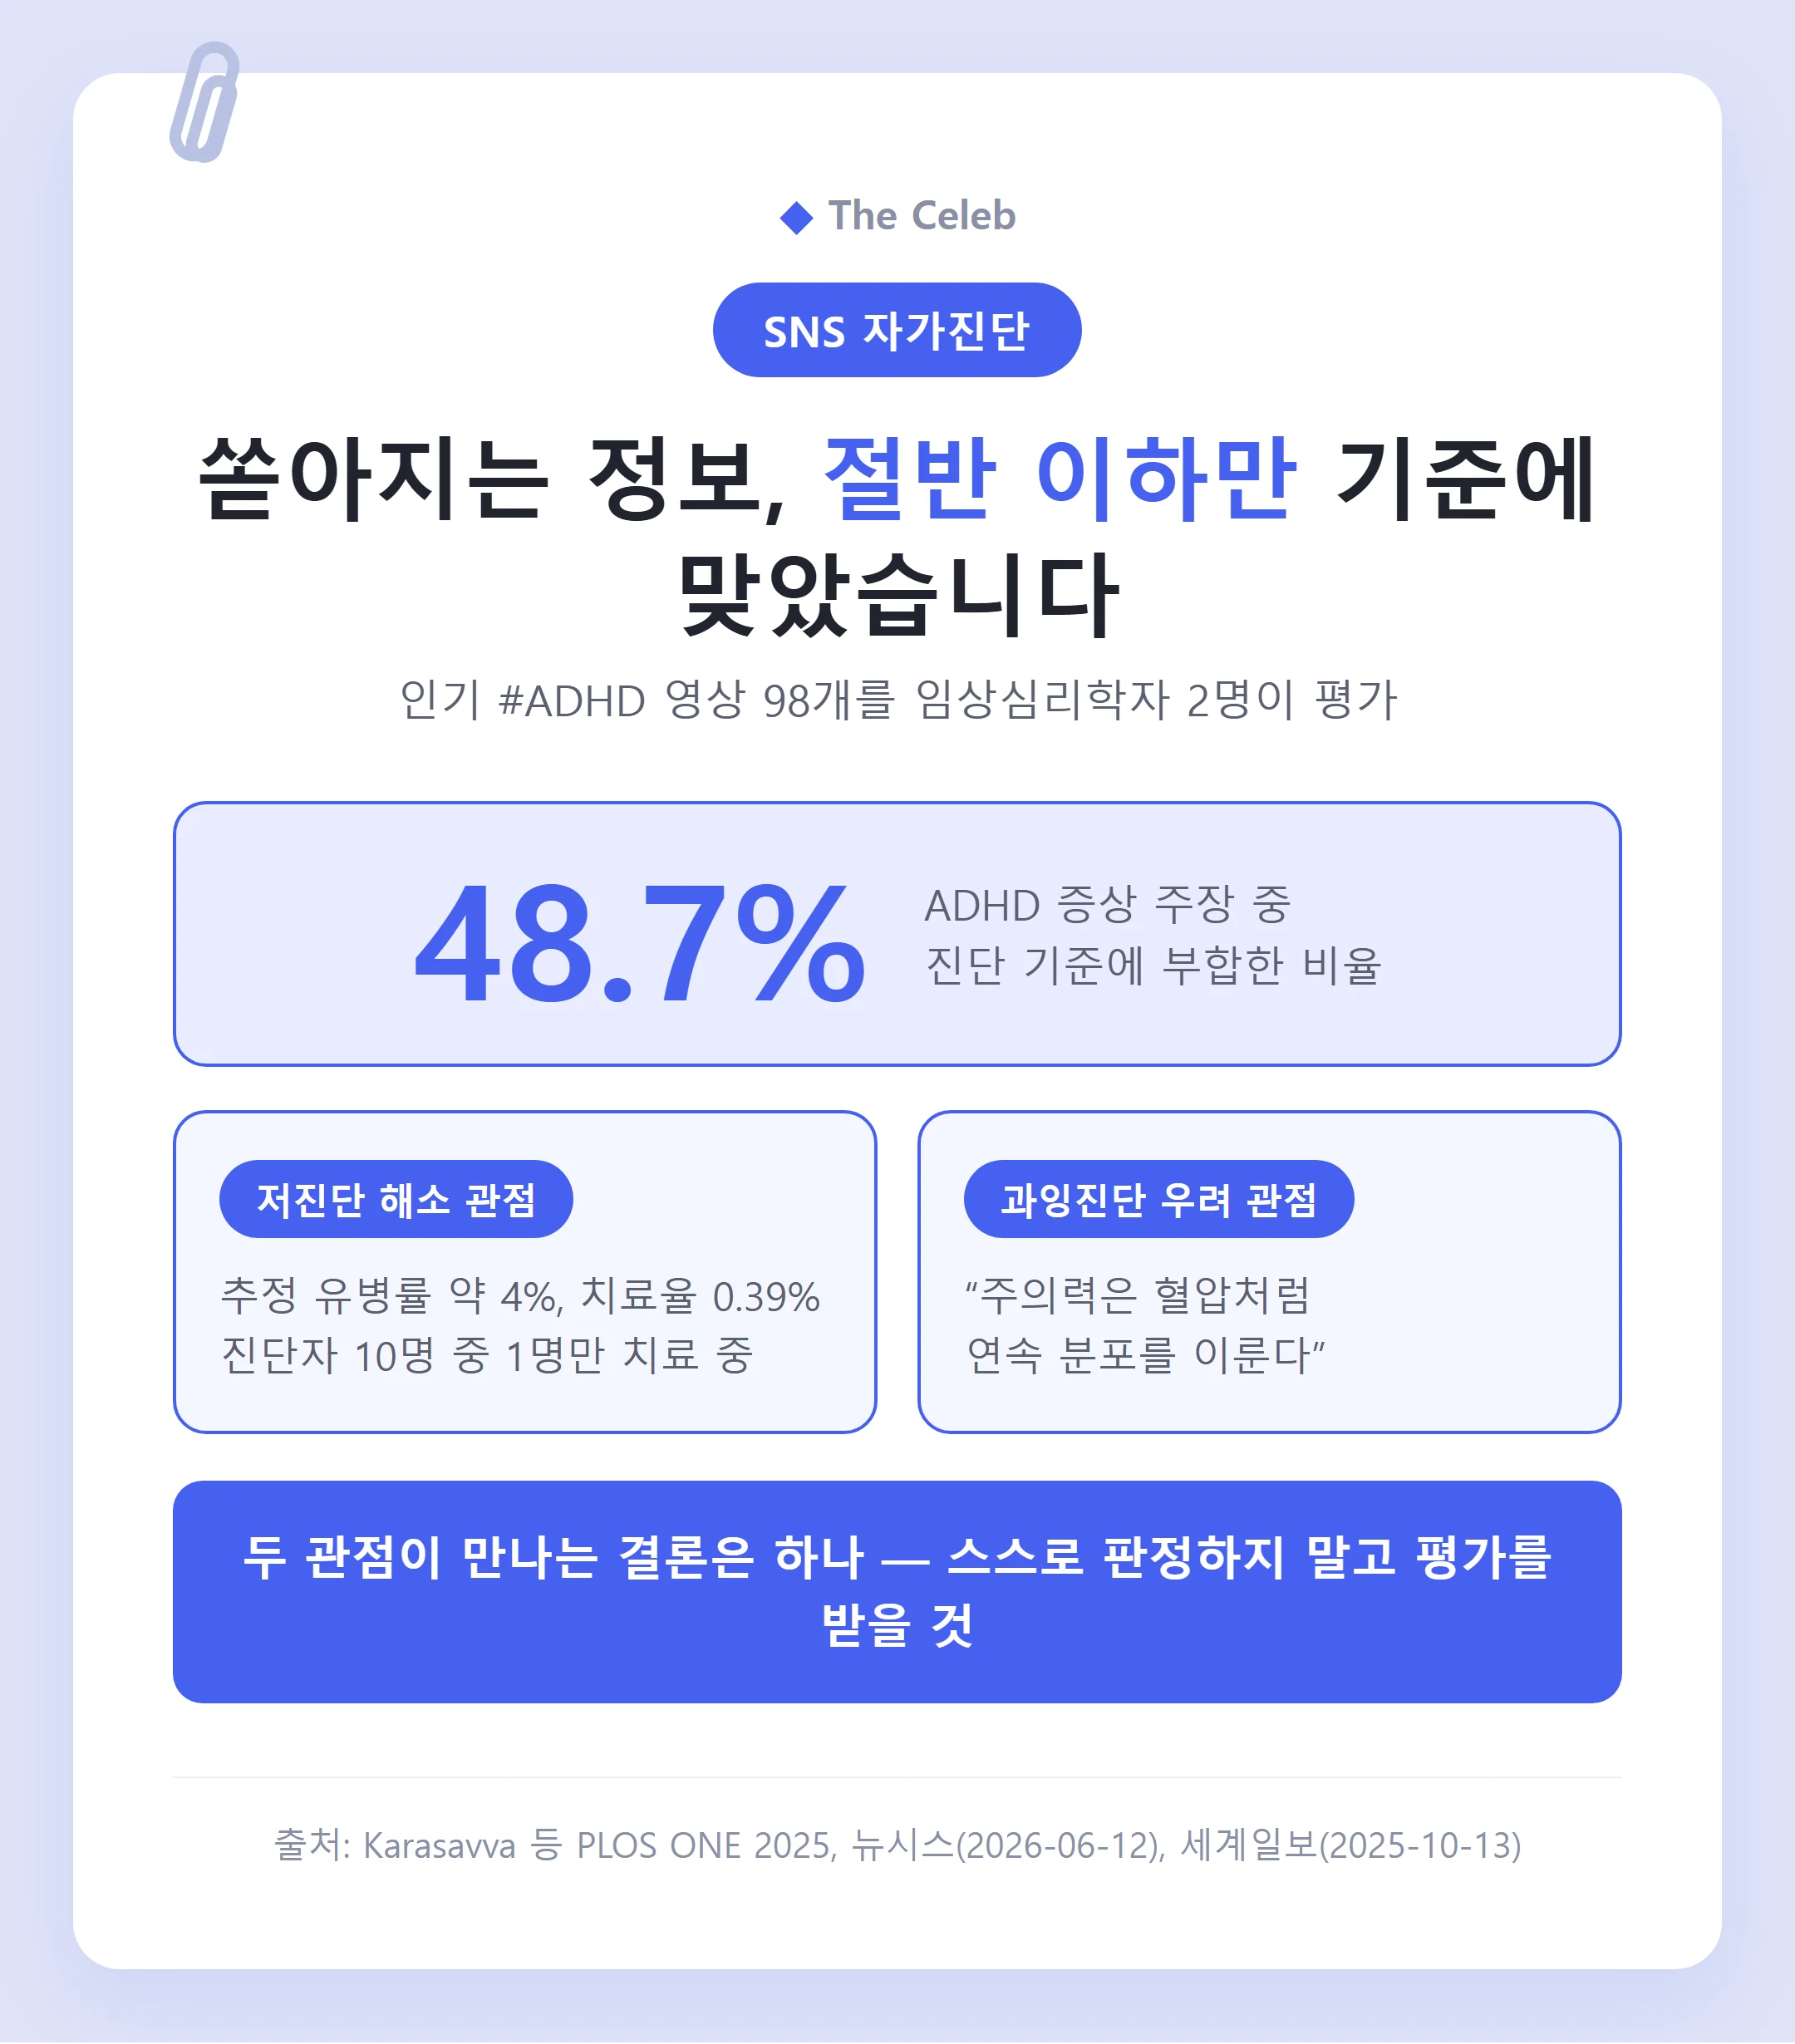 The Celeb
SNS 자가진단
쏟아지는 정보, 절반 이하만 기준에
맞았습니다
인기 #ADHD 영상 98개를 임상심리학자 2명이 평가
48.7%
ADHD 증상 주장 중
진단 기준에 부합한 비율
저진단 해소 관점
추정 유병률 약 4%, 치료율 0.39%
진단자 10명 중 1명만 치료 중
과잉진단 우려 관점
“주의력은 혈압처럼
연속 분포를 이룬다”
두 관점이 만나는 결론은 하나 — 스스로 판정하지 말고 평가를
받을 것
출처: Karasavva 등 PLOS ONE 2025, 뉴시스(2026-06-12), 세계일보(2025-10-13)